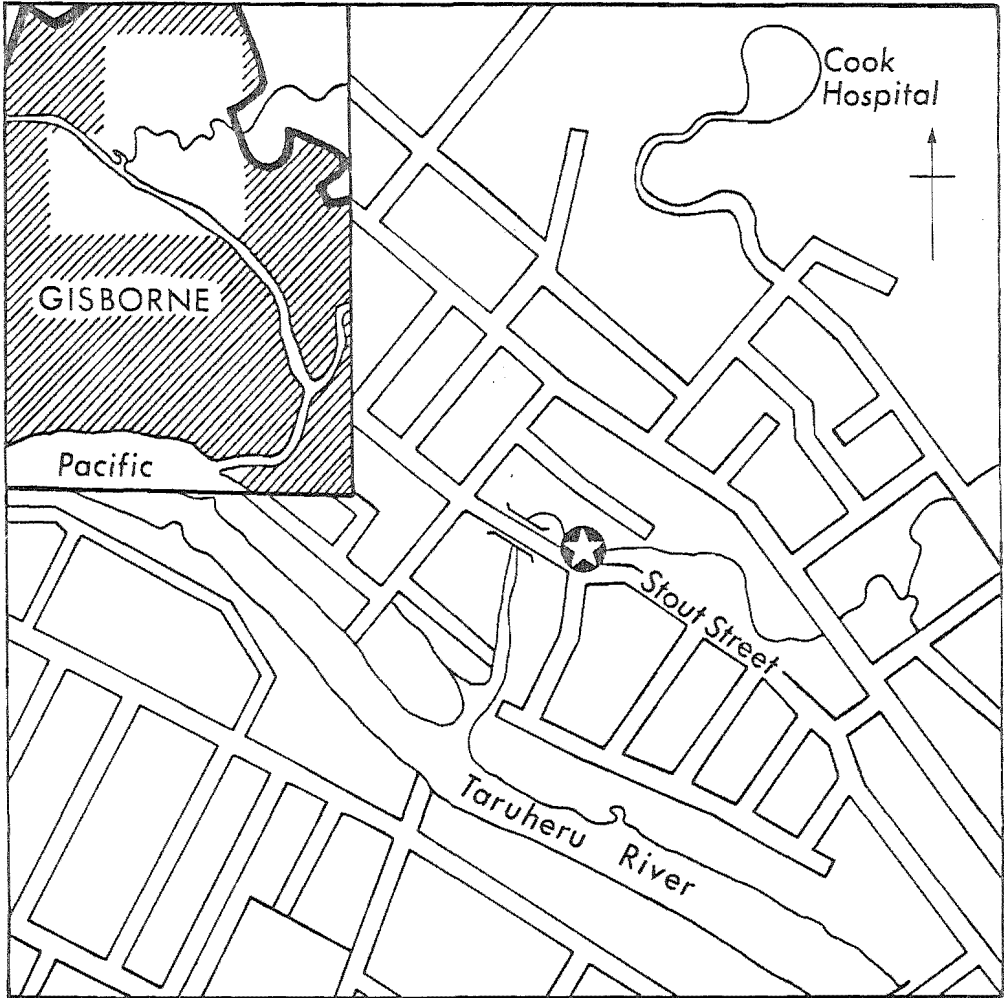 Cook
Hospital
GISBORNE
Pacific
Stout Street
Taruheru River